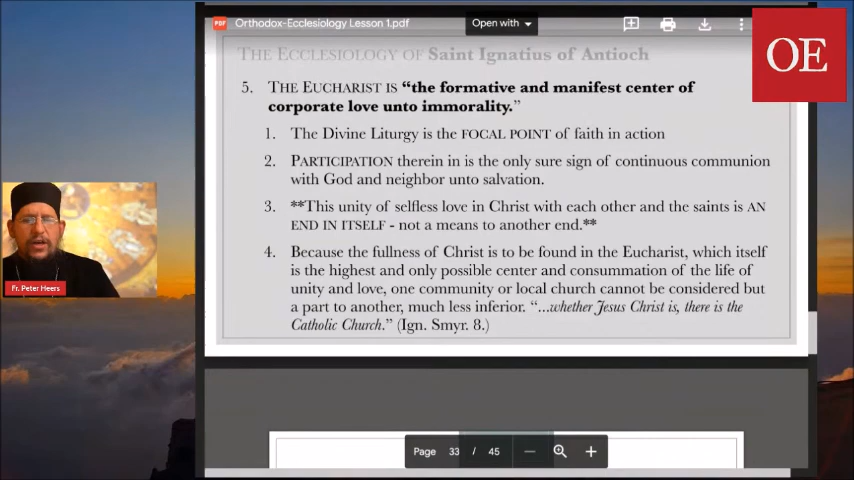 PDF Orthodox-Ecclesiology Lesson 1.pdf
Open with
OE
THE ECCLESIOLOGY OF Saint Ignatius of Antioch
5. THE EUCHARIST IS “the formative and manifest center of
corporate love unto immorality.”
1. The Divine Liturgy is the FOCAL POINT of faith in action
2. PARTICIPATION therein in is the only sure sign of continuous communion
with God and neighbor unto salvation.
3. **This unity of selfless love in Christ with each other and the saints is AN
END IN ITSELF - not a means to another end.**
4. Because the fullness of Christ is to be found in the Eucharist, which itself
is the highest and only possible center and consummation of the life of
unity and love, one community or local church cannot be considered but
a part to another, much less inferior. “...whether Jesus Christ is, there is the
Catholic Church.” (Ign. Smyr. 8.)
Fr. Peter Heers
Page 33 / 45